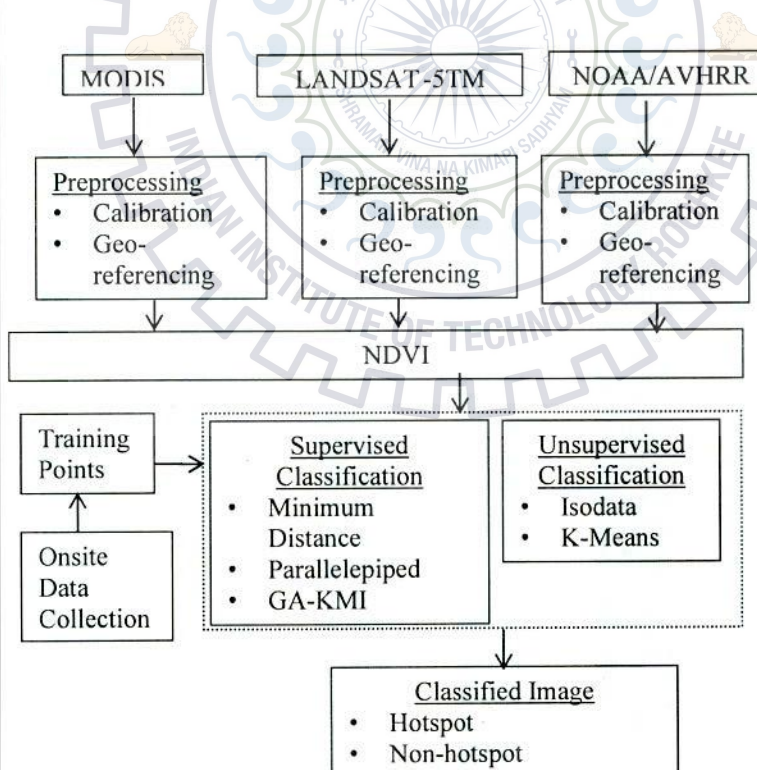 MODIS
LANDSAT-5TM
NOAA/AVHRR
Preprocessing
• Calibration
• Geo-
referencing
Preprocessing
• Calibration
• Geo-
referencing
Preprocessing
• Calibration
• Geo-
referencing
NDVI
Training
Points
Onsite
Data
Collection
Supervised
Classification
• Minimum
Distance
• Parallelepiped
• GA-KMI
Unsupervised
Classification
• Isodata
• K-Means
Classified Image
• Hotspot
• Non-hotspot
INDIAN INSTITUTE OF TECHNOLOGY ROORKEE
SHRAMAM VINA NA KIMAPI SADHYAM